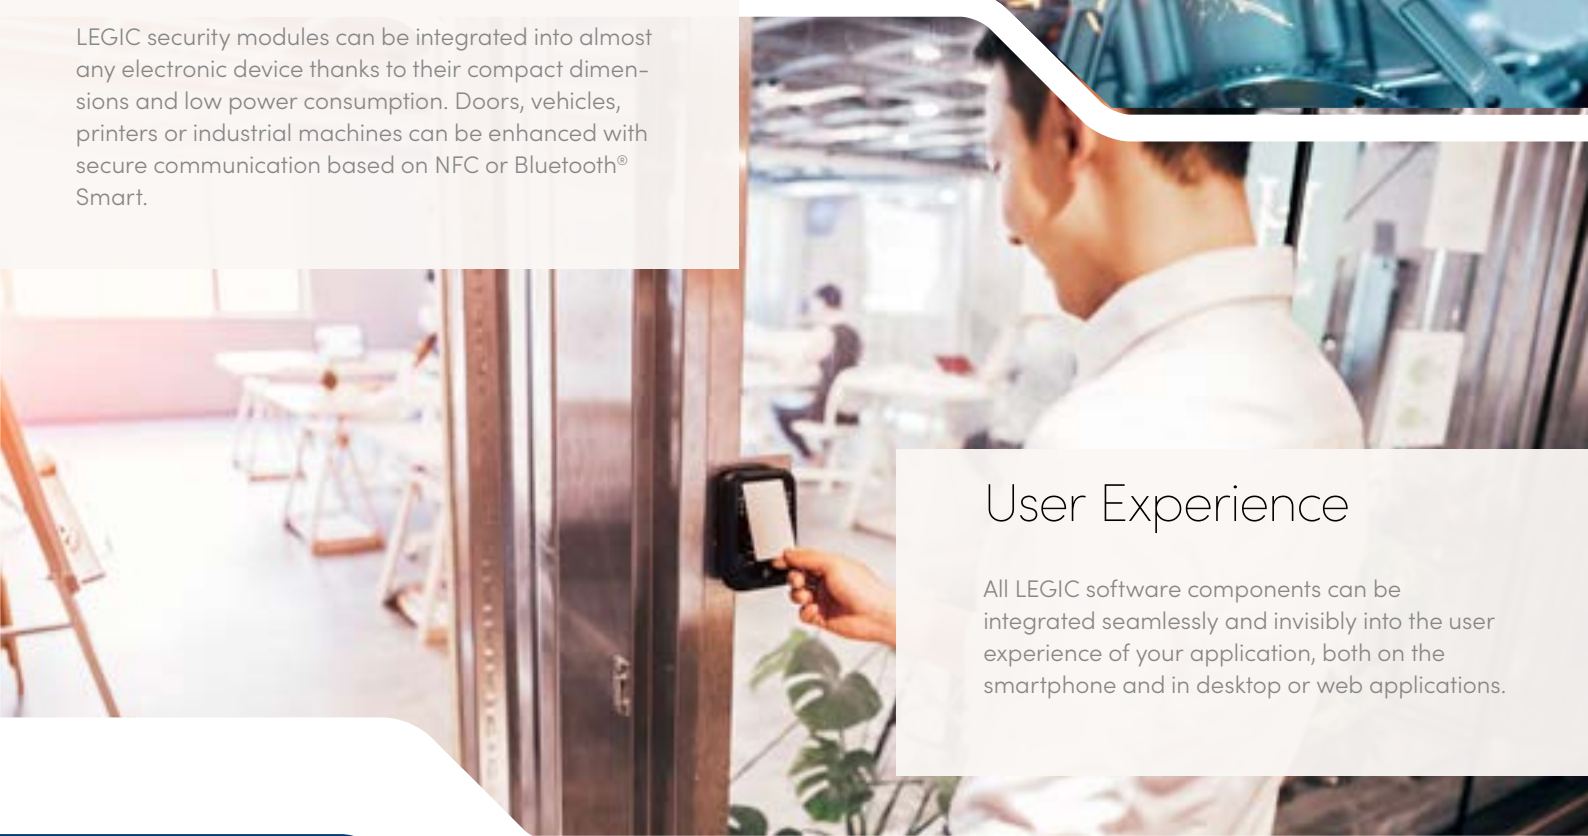 LEGIC security modules can be integrated into almost
any electronic device thanks to their compact dimen-
sions and low power consumption. Doors, vehicles,
printers or industrial machines can be enhanced with
secure communication based on NFC or Bluetooth®
Smart.
User Experience
All LEGIC software components can be
integrated seamlessly and invisibly into the user
experience of your application, both on the
smartphone and in desktop or web applications.